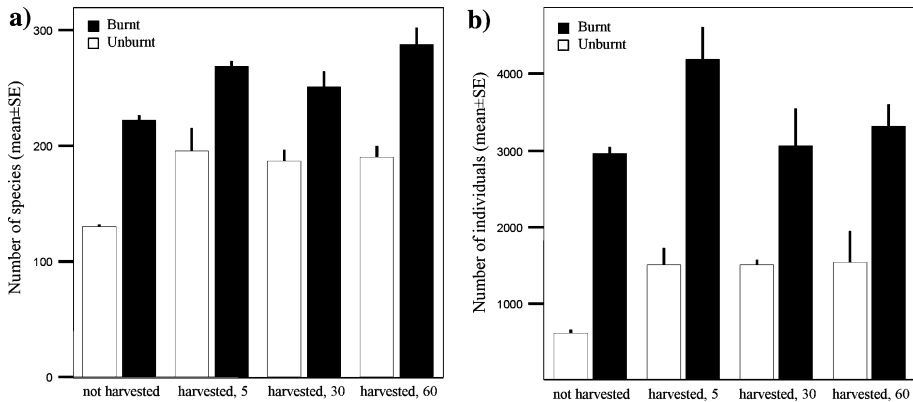 a)
Burnt
Unburnt
Number of species (mean±SE)
300
200
100
0
not harvested
harvested, 5
harvested, 30
harvested, 60
b)
Burnt
Unburnt
Number of individuals (mean±SE)
4000
3000
2000
1000
not harvested
harvested, 5
harvested, 30
harvested, 60